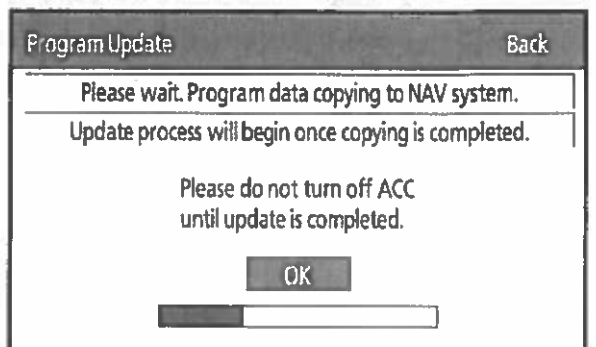 Program Update
Back
Please wait. Program data copying to NAV system.
Update process will begin once copying is completed.
Please do not turn off ACC
until update is completed.
OK